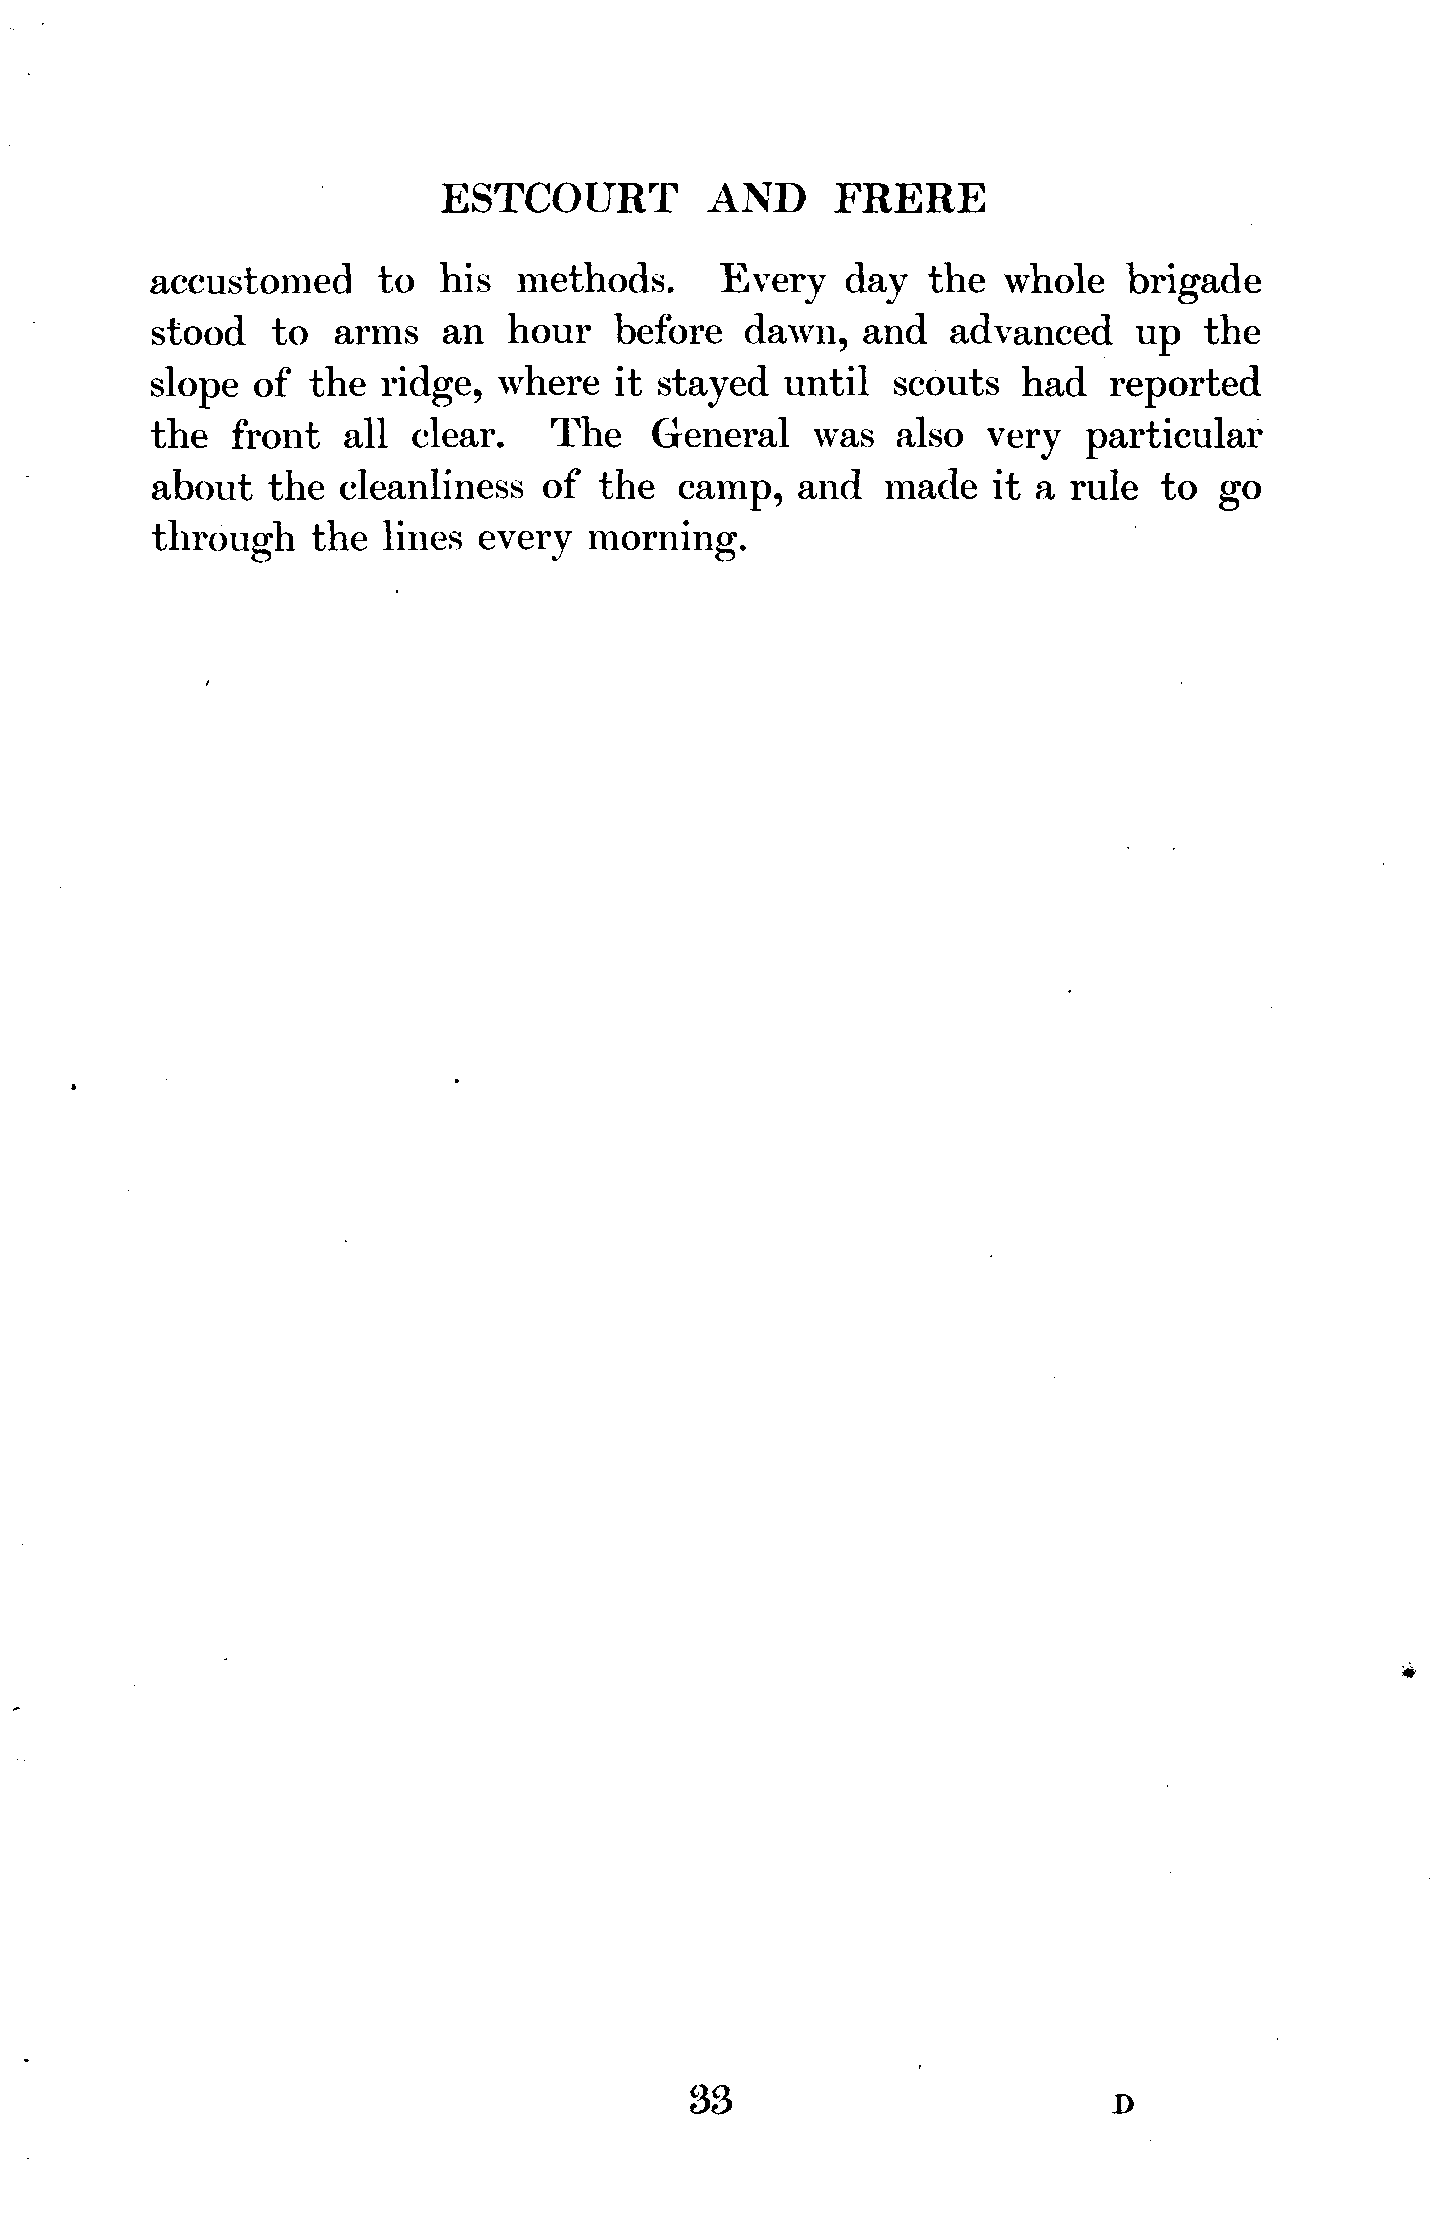 ESTCOURT AND FRERE
accustomed to his methods. Every day the whole brigade
stood to arms an hour before dawn, and advanced up the
slope of the ridge, where it stayed until scouts had reported
the front all clear. The General was also very particular
about the cleanliness of the camp, and made it a rule to go
through the lines every morning.
33 D